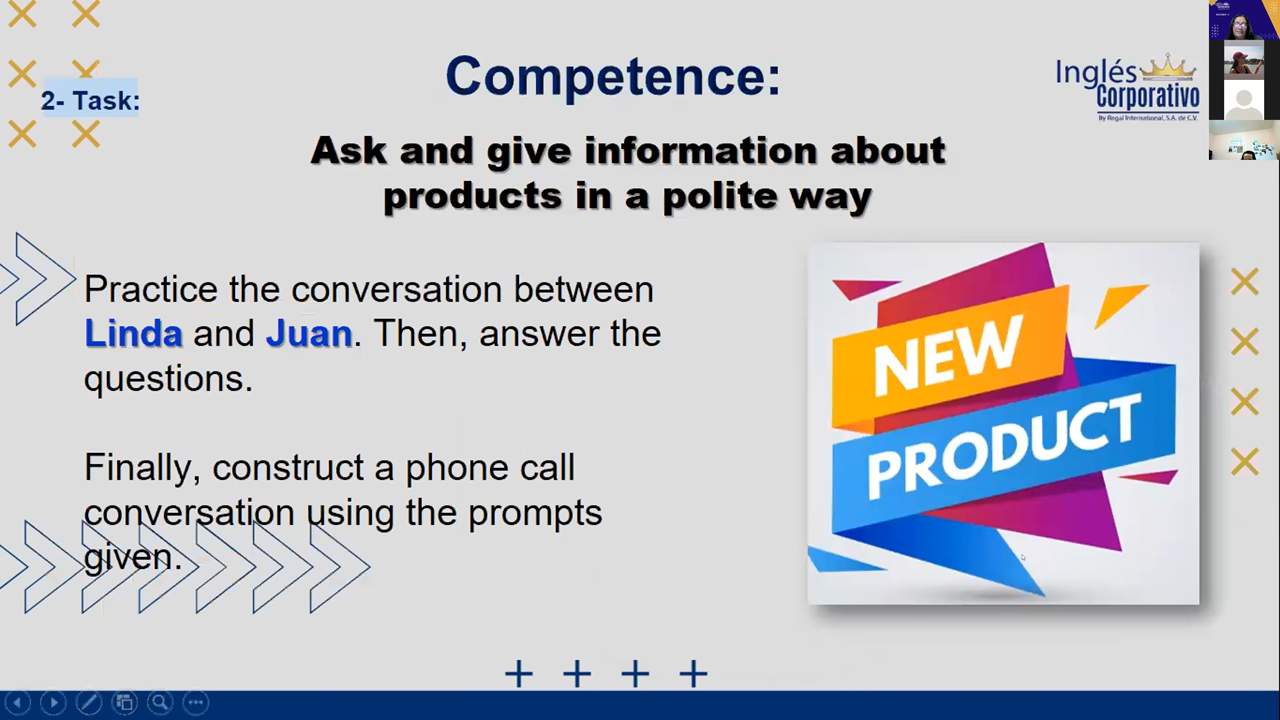 Competence:
2- Task:
Inglés
Corporativo
By Regal International, S.A. de C.V.
Ask and give information about
products in a polite way
Practice the conversation between
Linda and Juan. Then, answer the
questions.
Finally, construct a phone call
conversation using the prompts
given.
NEW
PRODUCT